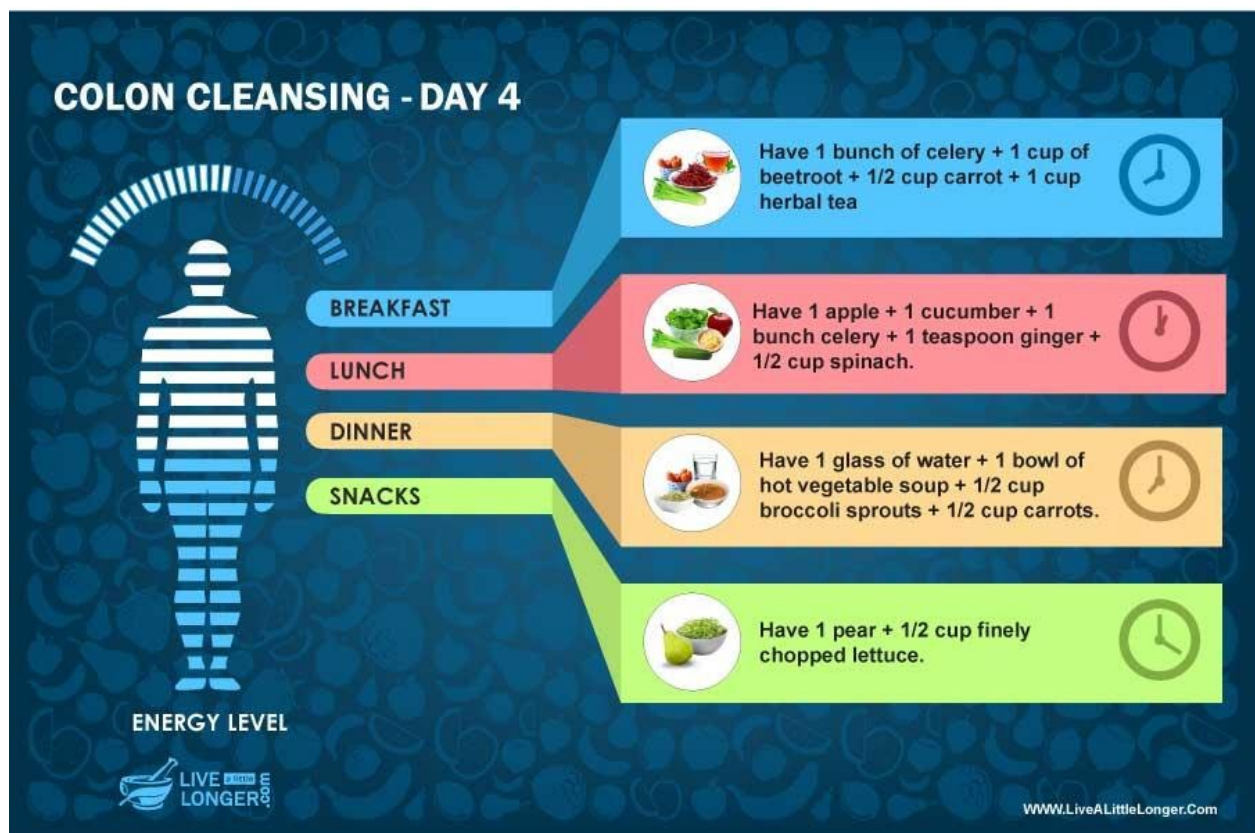 COLON CLEANSING - DAY 4
BREAKFAST
Have 1 bunch of celery + 1 cup of
beetroot + 1/2 cup carrot + 1 cup
herbal tea
LUNCH
Have 1 apple + 1 cucumber + 1
bunch celery + 1 teaspoon ginger +
1/2 cup spinach.
DINNER
Have 1 glass of water + 1 bowl of
hot vegetable soup + 1/2 cup
broccoli sprouts + 1/2 cup carrots.
SNACKS
Have 1 pear + 1/2 cup finely
chopped lettuce.
ENERGY LEVEL
LIVE a little
LONGER.com
WWW.LiveALittleLonger.Com